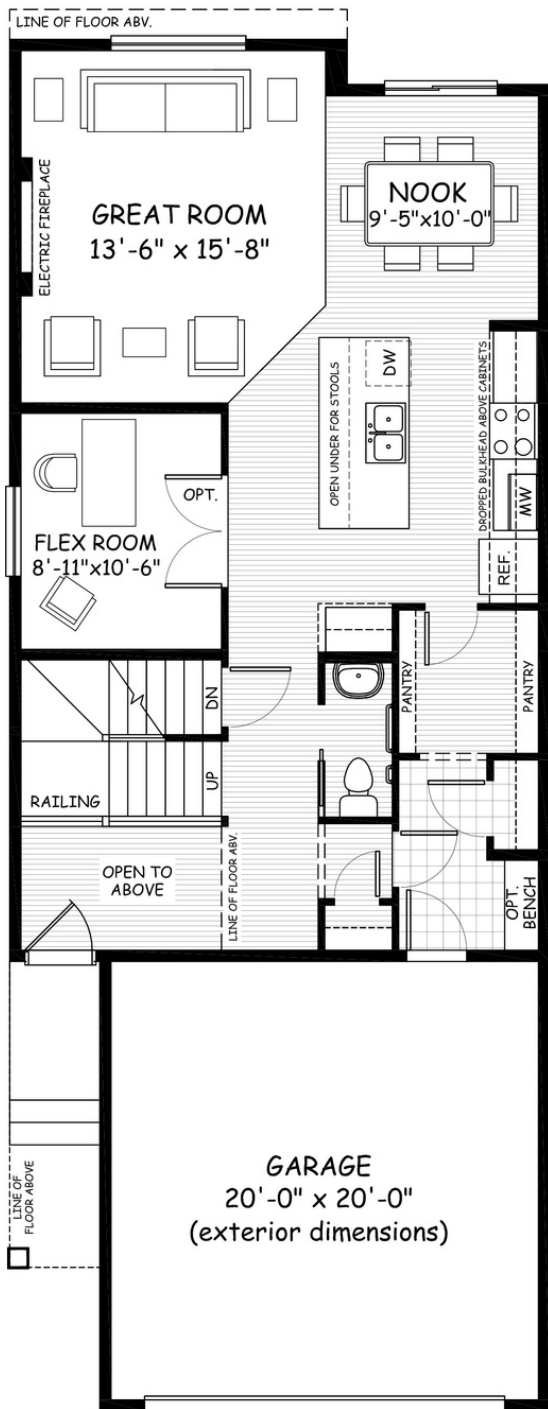 LINE OF FLOOR ABV.
ELECTRIC FIREPLACE
GREAT ROOM
13'-6" x 15'-8"
NOOK
9'-5"x10'-0"
OPEN UNDER FOR STOOLS
DW
DROPPED BULKHEAD ABOVE CABINETS
MW
REF.
OPT.
FLEX ROOM
8'-11"x10'-6"
PANTRY
PANTRY
DN
UP
RAILING
OPEN TO
ABOVE
LINE OF FLOOR ABV.
OPT.
BENCH
LINE OF
FLOOR ABOVE
GARAGE
20'-0" x 20'-0"
(exterior dimensions)